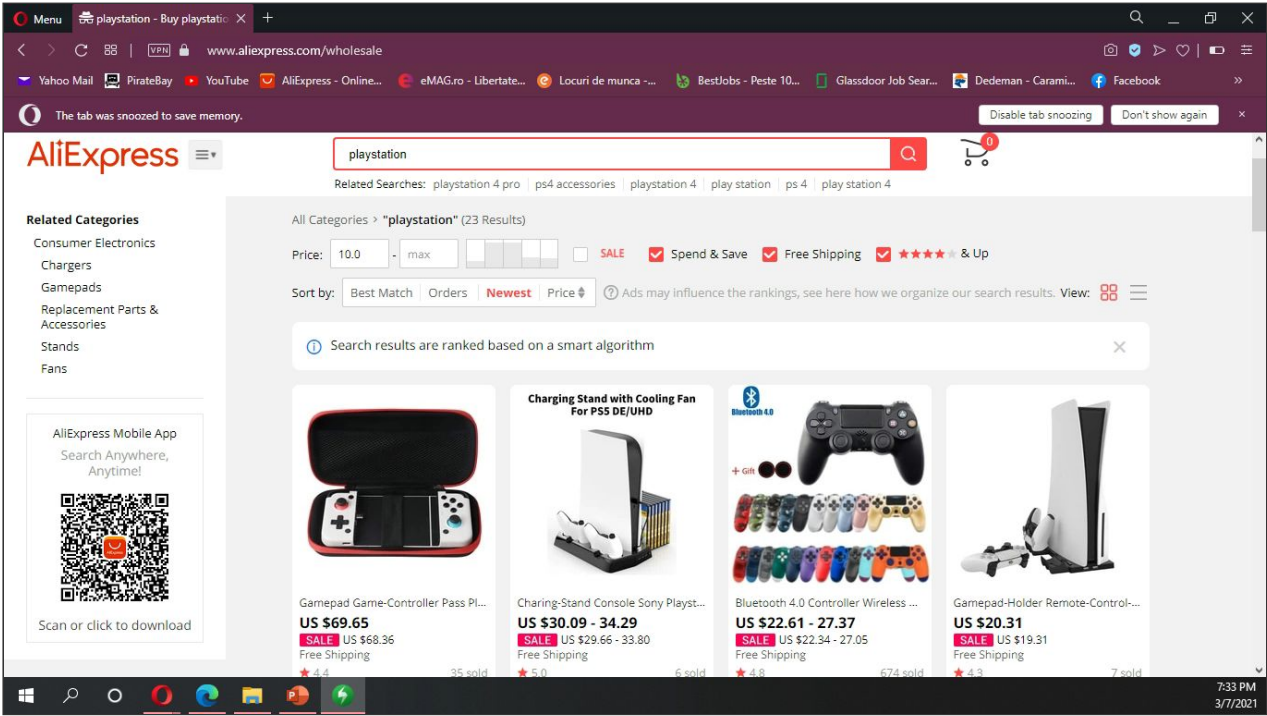 Menu
playstation - Buy playstatio
VPN
www.aliexpress.com/wholesale
Yahoo Mail
PirateBay
YouTube
AliExpress - Online...
eMAG.ro - Libertate...
Locuri de munca -...
BestJobs - Peste 10...
Glassdoor Job Sear...
Dedeman - Carami...
Facebook
The tab was snoozed to save memory.
Disable tab snoozing
Don't show again
AliExpress
playstation
0
Related Searches: playstation 4 pro | ps4 accessories | playstation 4 | play station | ps 4 | play station 4
Related Categories
Consumer Electronics
Chargers
Gamepads
Replacement Parts &
Accessories
Stands
Fans
AliExpress Mobile App
Search Anywhere,
Anytime!
AliExpress
Scan or click to download
All Categories > "playstation" (23 Results)
Price: 10.0 - max SALE Spend & Save Free Shipping & Up
Sort by: Best Match Orders Newest Price Ads may influence the rankings, see here how we organize our search results. View:
Search results are ranked based on a smart algorithm
Gamepad Game-Controller Pass Pl...
US $69.65
SALE US $68.36
Free Shipping
4.4 35 sold
Charging Stand with Cooling Fan
For PS5 DE/UHD
Charing-Stand Console Sony Playst...
US $30.09 - 34.29
SALE US $29.66 - 33.80
Free Shipping
5.0 6 sold
Bluetooth 4.0
+ Gift
Bluetooth 4.0 Controller Wireless ...
US $22.61 - 27.37
SALE US $22.34 - 27.05
Free Shipping
4.8 674 sold
Gamepad-Holder Remote-Control-...
US $20.31
SALE US $19.31
Free Shipping
4.3 7 sold
7:33 PM
3/7/2021